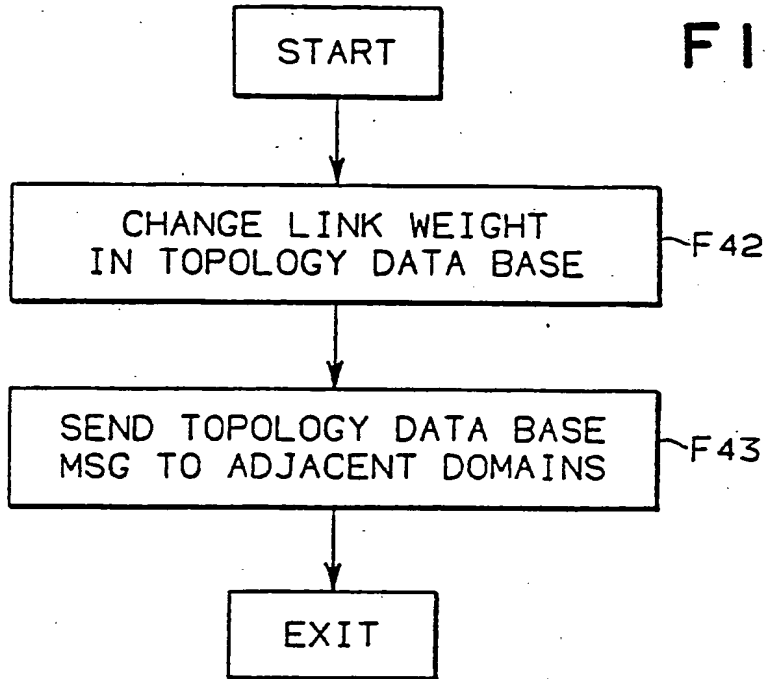 START
FI
CHANGE LINK WEIGHT
IN TOPOLOGY DATA BASE
F42
SEND TOPOLOGY DATA BASE
MSG TO ADJACENT DOMAINS
F43
EXIT